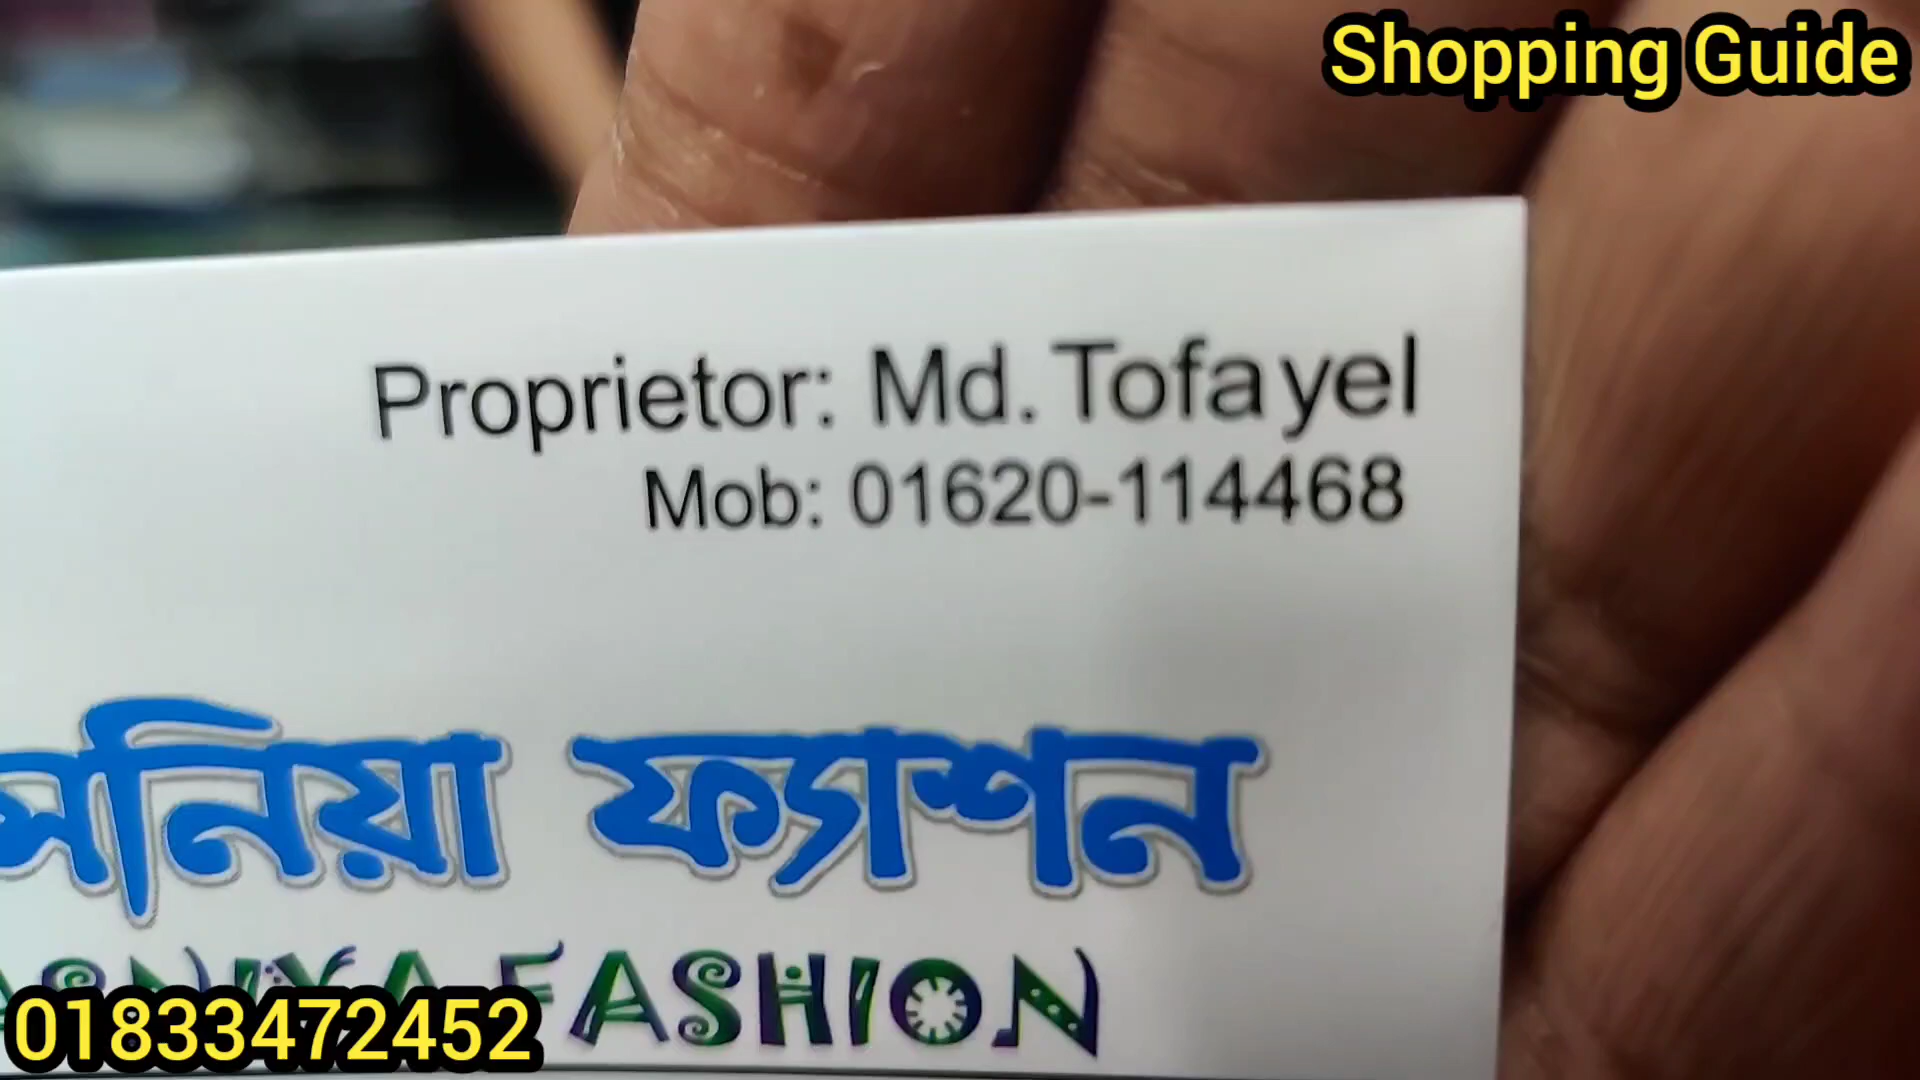 Shopping Guide
Proprietor: Md. Tofayel
Mob: 01620-114468
ফ্যাশন
FASHION
01833472452